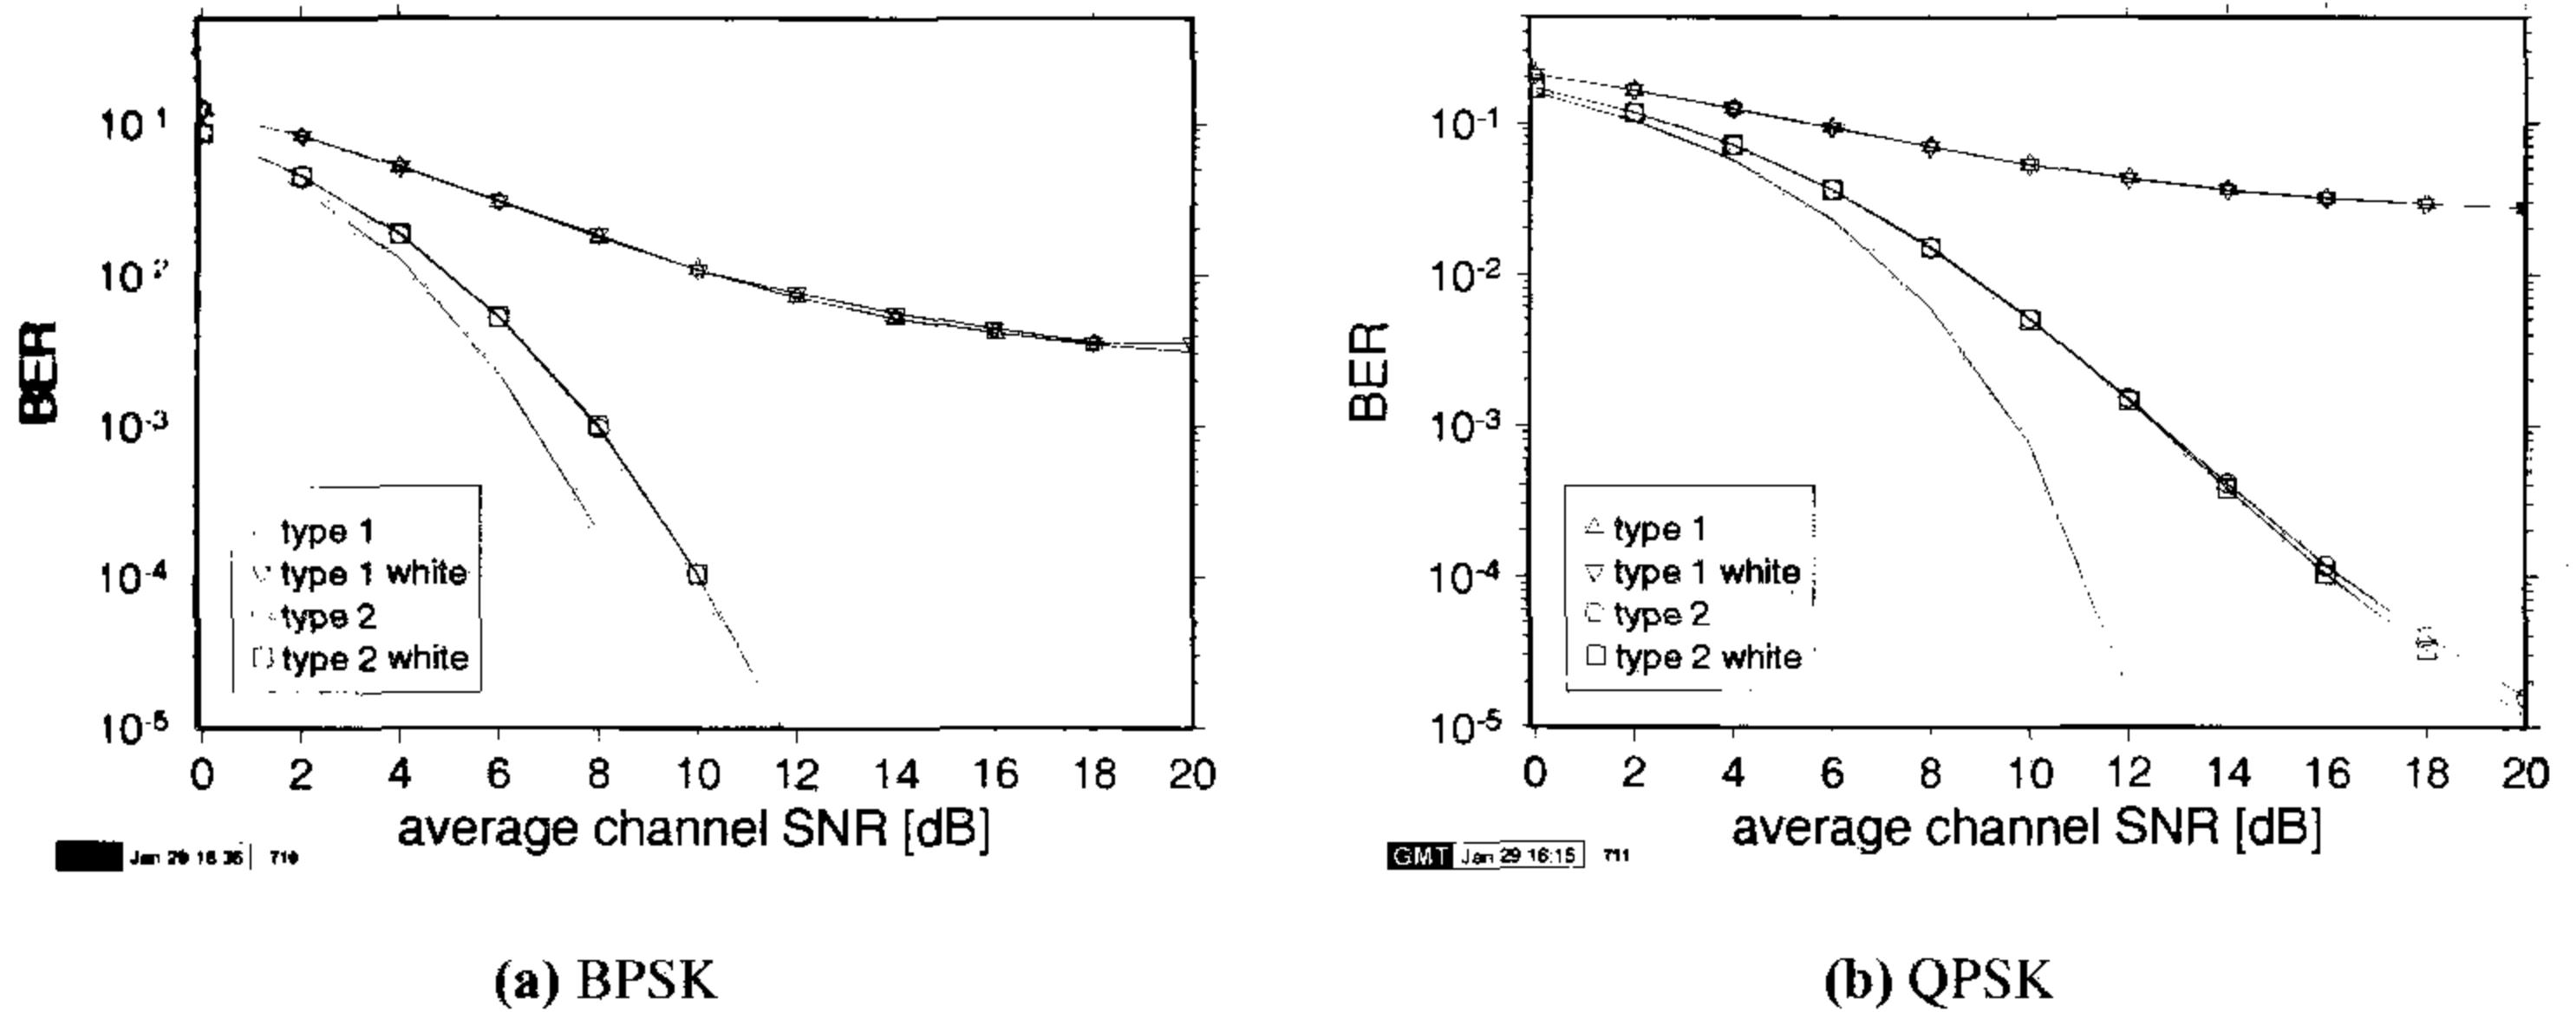 BER
10^1
10^2
10^-3
10^-4
10^-5
type 1
type 1 white
type 2
type 2 white
0 2 4 6 8 10 12 14 16 18 20
average channel SNR [dB]
Jan 29 16 710
(a) BPSK
BER
10^-1
10^-2
10^-3
10^-4
10^-5
type 1
type 1 white
type 2
type 2 white
0 2 4 6 8 10 12 14 16 18 20
average channel SNR [dB]
GMT Jan 29 16:15 711
(b) QPSK